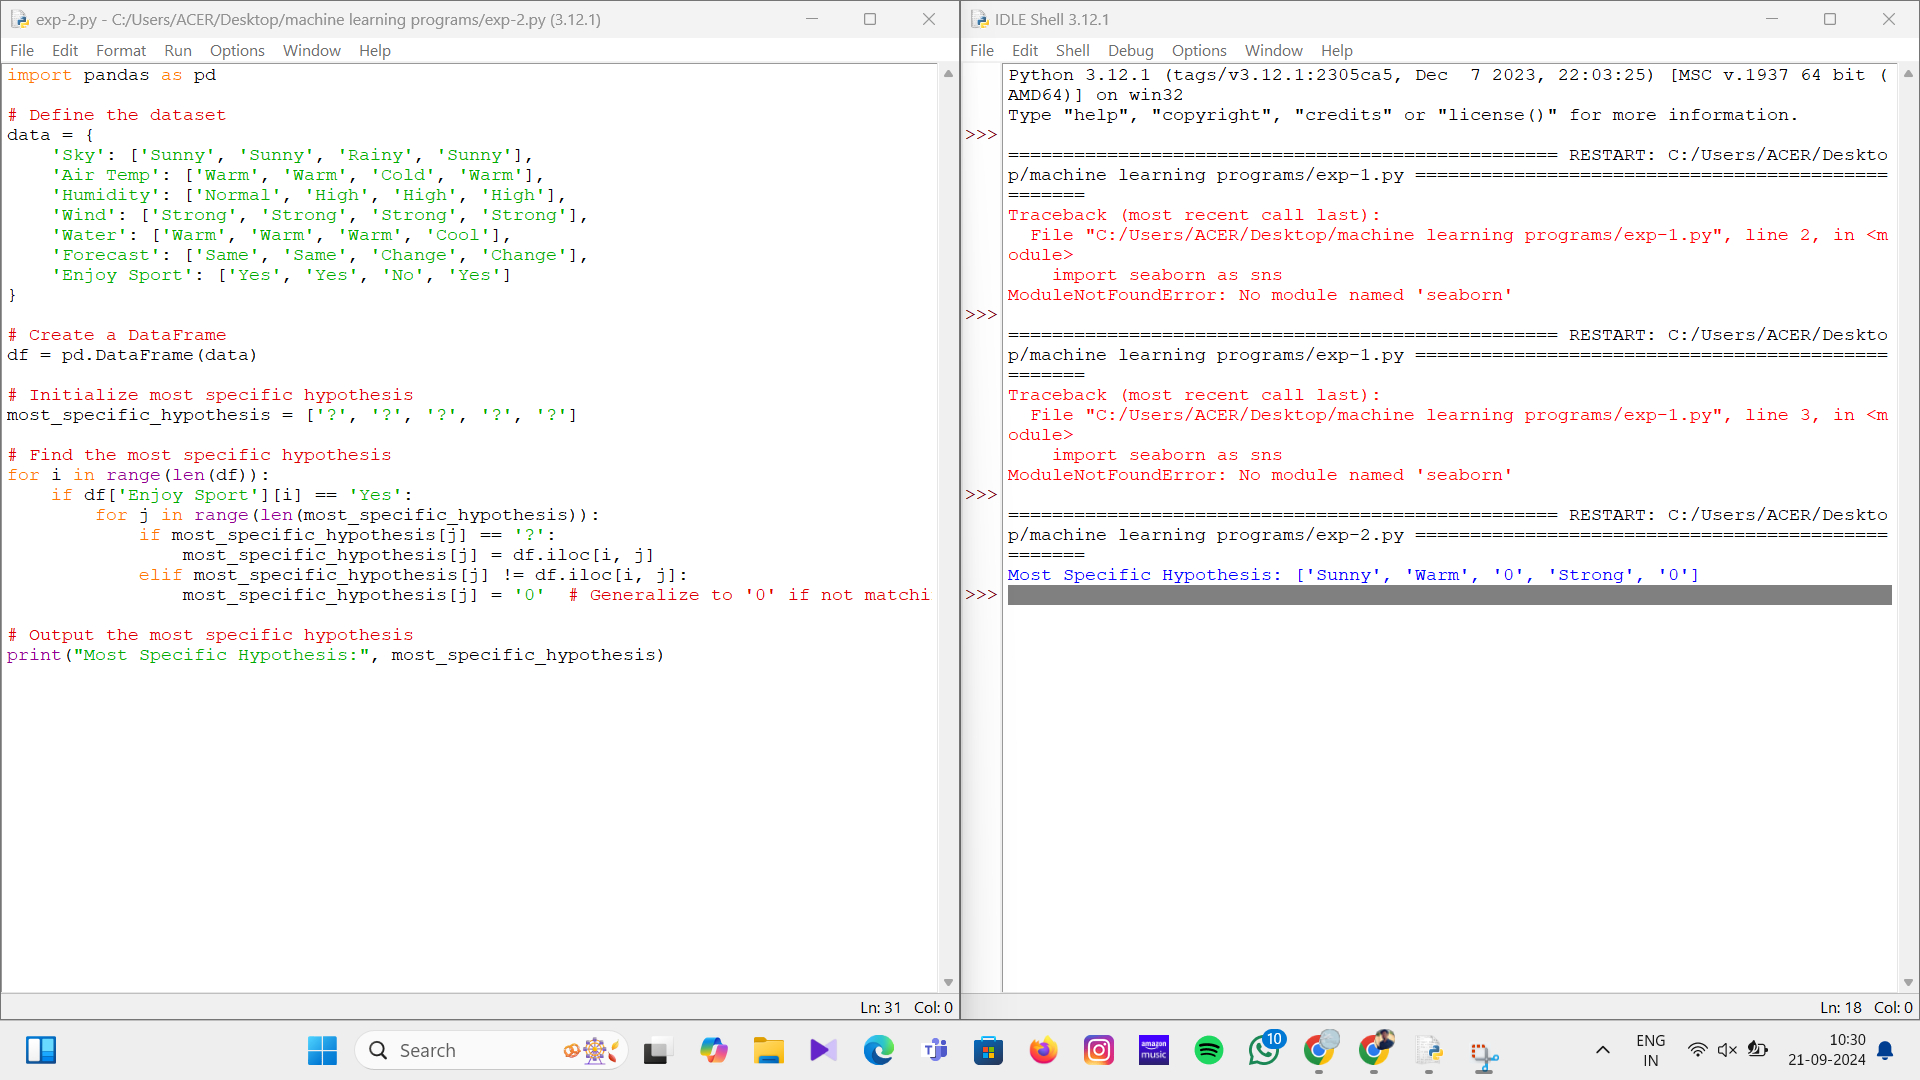 exp-2.py - C:/Users/ACER/Desktop/machine learning programs/exp-2.py (3.12.1)
File Edit Format Run Options Window Help
import pandas as pd
# Define the dataset
data = {
    'Sky': ['Sunny', 'Sunny', 'Rainy', 'Sunny'],
    'Air Temp': ['Warm', 'Warm', 'Cold', 'Warm'],
    'Humidity': ['Normal', 'High', 'High', 'High'],
    'Wind': ['Strong', 'Strong', 'Strong', 'Strong'],
    'Water': ['Warm', 'Warm', 'Warm', 'Cool'],
    'Forecast': ['Same', 'Same', 'Change', 'Change'],
    'Enjoy Sport': ['Yes', 'Yes', 'No', 'Yes']
}
# Create a DataFrame
df = pd.DataFrame(data)
# Initialize most specific hypothesis
most_specific_hypothesis = ['?', '?', '?', '?', '?']
# Find the most specific hypothesis
for i in range(len(df)):
    if df['Enjoy Sport'][i] == 'Yes':
        for j in range(len(most_specific_hypothesis)):
            if most_specific_hypothesis[j] == '?':
                most_specific_hypothesis[j] = df.iloc[i, j]
            elif most_specific_hypothesis[j] != df.iloc[i, j]:
                most_specific_hypothesis[j] = '0'  # Generalize to '0' if not matchi
# Output the most specific hypothesis
print("Most Specific Hypothesis:", most_specific_hypothesis)
Ln: 31 Col: 0
IDLE Shell 3.12.1
File Edit Shell Debug Options Window Help
Python 3.12.1 (tags/v3.12.1:2305ca5, Dec  7 2023, 22:03:25) [MSC v.1937 64 bit (
AMD64)] on win32
Type "help", "copyright", "credits" or "license()" for more information.
>>>
================================================== RESTART: C:/Users/ACER/Deskto
p/machine learning programs/exp-1.py ===========================================
=======
Traceback (most recent call last):
  File "C:/Users/ACER/Desktop/machine learning programs/exp-1.py", line 2, in <m
odule>
    import seaborn as sns
ModuleNotFoundError: No module named 'seaborn'
>>>
================================================== RESTART: C:/Users/ACER/Deskto
p/machine learning programs/exp-1.py ===========================================
=======
Traceback (most recent call last):
  File "C:/Users/ACER/Desktop/machine learning programs/exp-1.py", line 3, in <m
odule>
    import seaborn as sns
ModuleNotFoundError: No module named 'seaborn'
>>>
================================================== RESTART: C:/Users/ACER/Deskto
p/machine learning programs/exp-2.py ===========================================
=======
Most Specific Hypothesis: ['Sunny', 'Warm', '0', 'Strong', '0']
>>>
Ln: 18 Col: 0
Search
amazon music
10
ENG
IN
10:30
21-09-2024